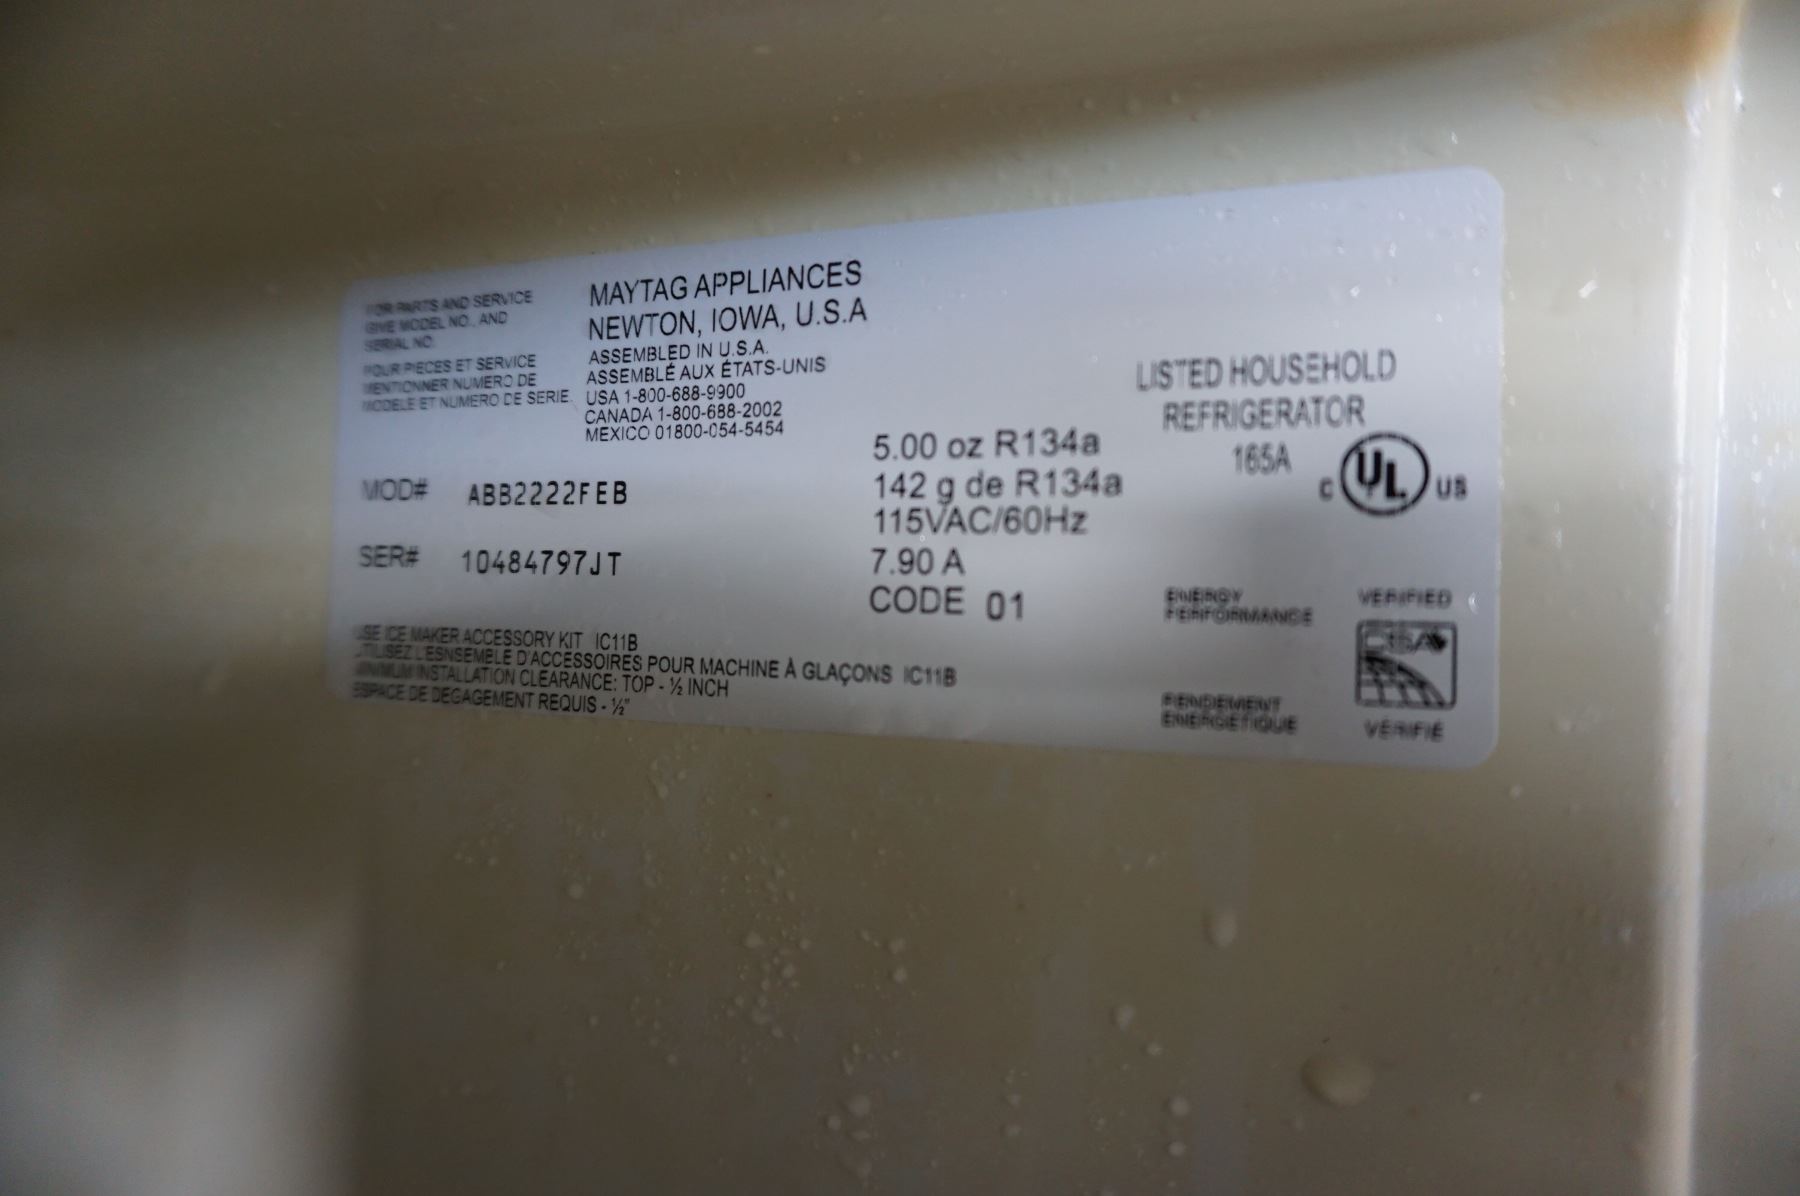 FOR PARTS AND SERVICE
GIVE MODEL NO., AND
SERIAL NO.
POUR PIECES ET SERVICE
MENTIONNER NUMERO DE
MODELE ET NUMERO DE SERIE.
MAYTAG APPLIANCES
NEWTON, IOWA, U.S.A
ASSEMBLED IN U.S.A.
ASSEMBLÉ AUX ÉTATS-UNIS
USA 1-800-688-9900
CANADA 1-800-688-2002
MEXICO 01800-054-5454
MOD# ABB2222FEB
SER# 10484797JT
5.00 oz R134a
142 g de R134a
115VAC/60Hz
7.90 A
CODE 01
LISTED HOUSEHOLD
REFRIGERATOR
165A
C UL US
ENERGY
PERFORMANCE
VERIFIED
CSA
RENDEMENT
ENERGETIQUE
VÉRIFIÉ
USE ICE MAKER ACCESSORY KIT IC11B
UTILISEZ L'ESNSEMELE D'ACCESSOIRES POUR MACHINE À GLAÇONS IC11B
MINIMUM INSTALLATION CLEARANCE: TOP - ½ INCH
ESPACE DE DEGAGEMENT REQUIS - ½"